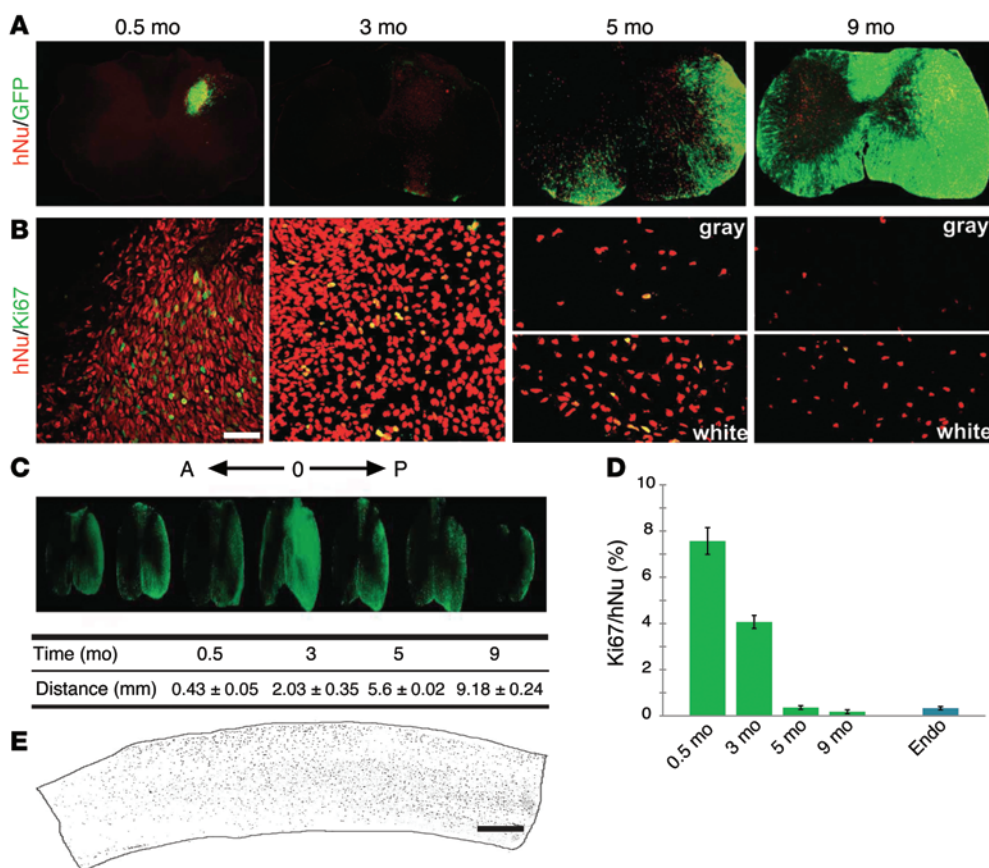 A
0.5 mo 3 mo 5 mo 9 mo
hNu/GFP
B
hNu/Ki67
gray gray
white white
C
A 0 P
Time (mo) 0.5 3 5 9
Distance (mm) 0.43 ± 0.05 2.03 ± 0.35 5.6 ± 0.02 9.18 ± 0.24
D
Ki67/hNu (%)
10
8
6
4
2
0
0.5 mo 3 mo 5 mo 9 mo Endo
E